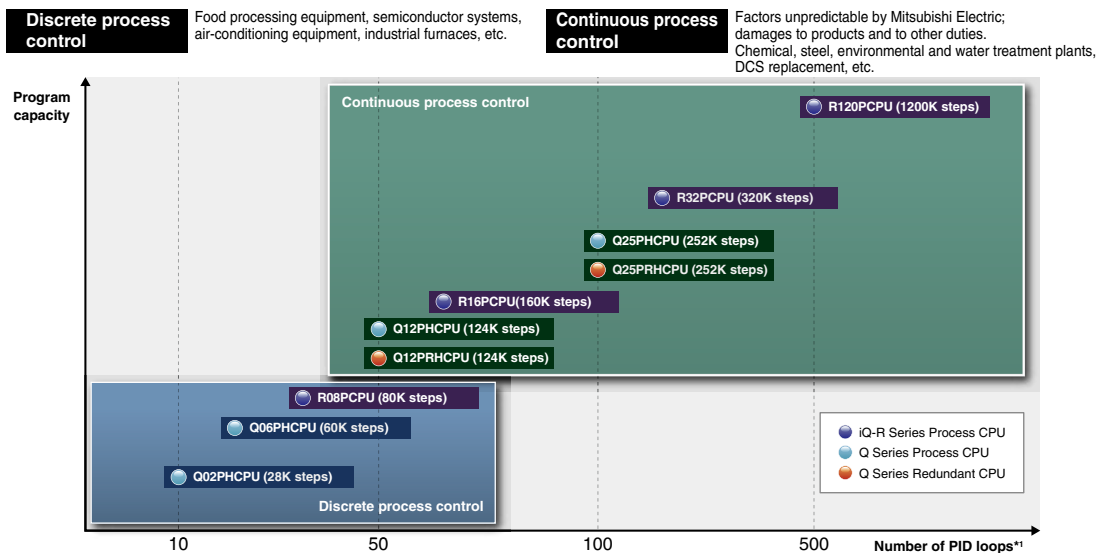 Discrete process
control
Food processing equipment, semiconductor systems,
air-conditioning equipment, industrial furnaces, etc.
Continuous process
control
Factors unpredictable by Mitsubishi Electric;
damages to products and to other duties.
Chemical, steel, environmental and water treatment plants,
DCS replacement, etc.
Program
capacity
Continuous process control
R120PCPU (1200K steps)
R32PCPU (320K steps)
Q25PHCPU (252K steps)
Q25PRHCPU (252K steps)
R16PCPU(160K steps)
Q12PHCPU (124K steps)
Q12PRHCPU (124K steps)
R08PCPU (80K steps)
Q06PHCPU (60K steps)
Q02PHCPU (28K steps)
Discrete process control
iQ-R Series Process CPU
Q Series Process CPU
Q Series Redundant CPU
10
50
100
500
Number of PID loops*1